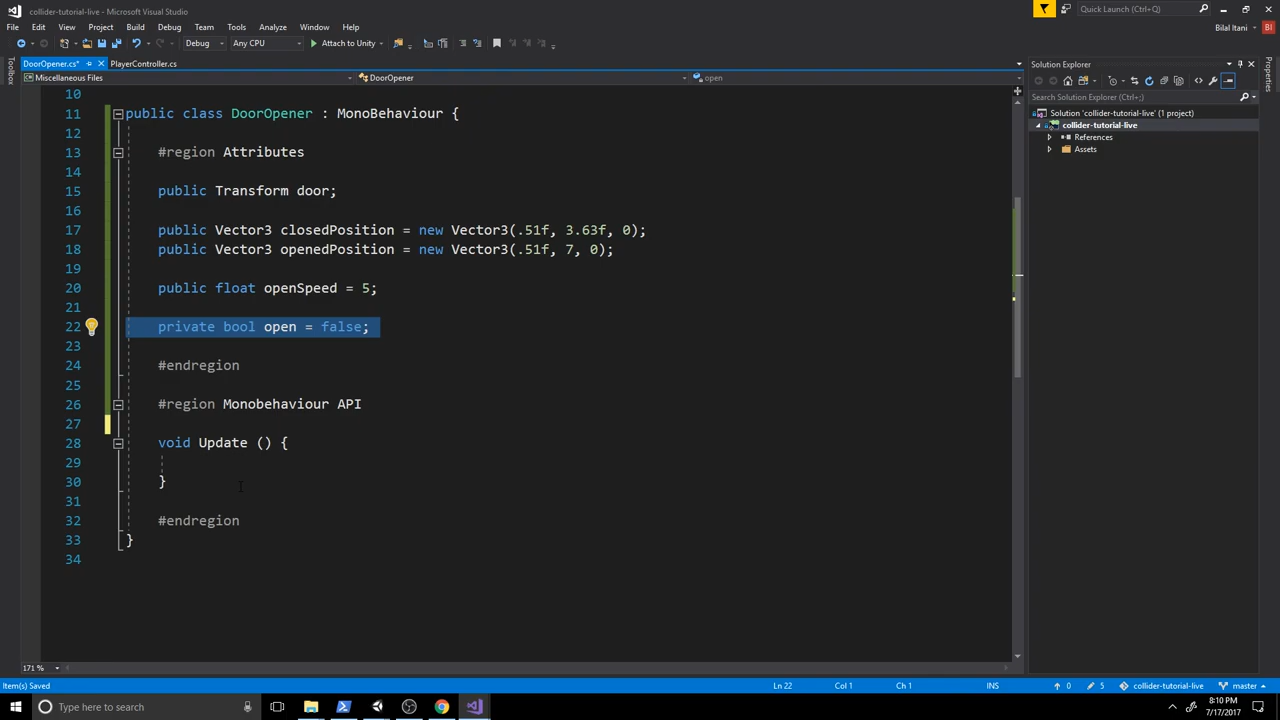 collider-tutorial-live - Microsoft Visual Studio
Quick Launch (Ctrl+Q)
File Edit View Project Build Debug Team Tools Analyze Window Help
Bilal Itani BI
Debug Any CPU Attach to Unity
DoorOpener.cs* PlayerController.cs
Solution Explorer
Miscellaneous Files DoorOpener open
Toolbox
Properties
Search Solution Explorer (Ctrl+;)
Solution 'collider-tutorial-live' (1 project)
collider-tutorial-live
References
Assets
10
11 public class DoorOpener : MonoBehaviour {
12
13 #region Attributes
14
15 public Transform door;
16
17 public Vector3 closedPosition = new Vector3(.51f, 3.63f, 0);
18 public Vector3 openedPosition = new Vector3(.51f, 7, 0);
19
20 public float openSpeed = 5;
21
22 private bool open = false;
23
24 #endregion
25
26 #region Monobehaviour API
27
28 void Update () {
29
30 }
31
32 #endregion
33 }
34
171 %
Item(s) Saved Ln 22 Col 1 Ch 1 INS 0 5 collider-tutorial-live master
Type here to search
8:10 PM
7/17/2017